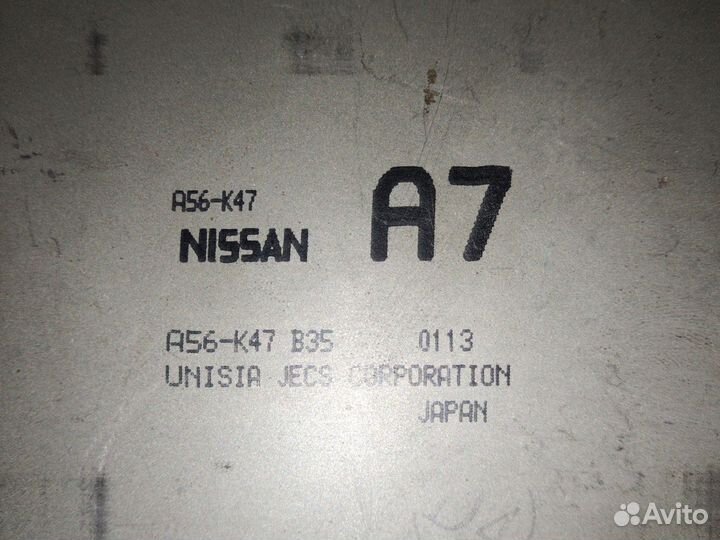 A56-K47
NISSAN A7
A56-K47 B35 0113
UNISIA JECS CORPORATION
JAPAN
Avito